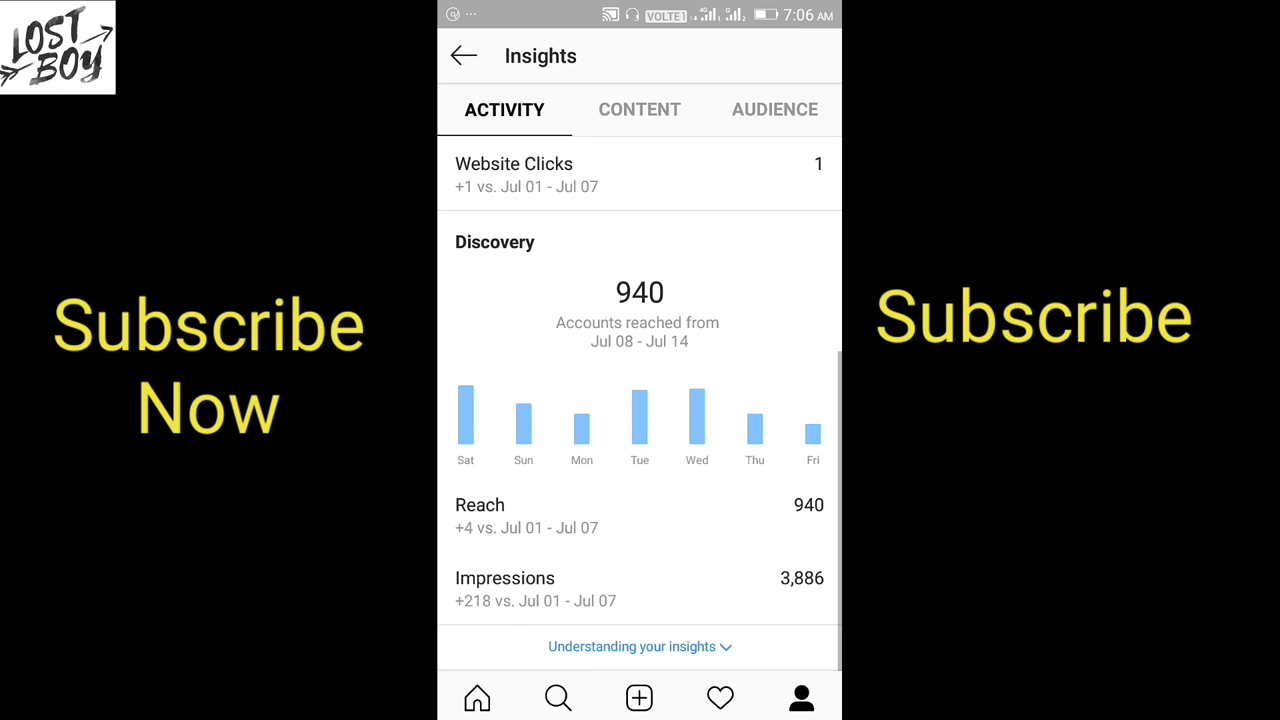 LOST
BOY
VOLTE1
7:06 AM
Insights
ACTIVITY CONTENT AUDIENCE
Website Clicks 1
+1 vs. Jul 01 - Jul 07
Discovery
940
Accounts reached from
Jul 08 - Jul 14
Sat Sun Mon Tue Wed Thu Fri
Reach 940
+4 vs. Jul 01 - Jul 07
Impressions 3,886
+218 vs. Jul 01 - Jul 07
Understanding your insights
Subscribe
Now
Subscribe